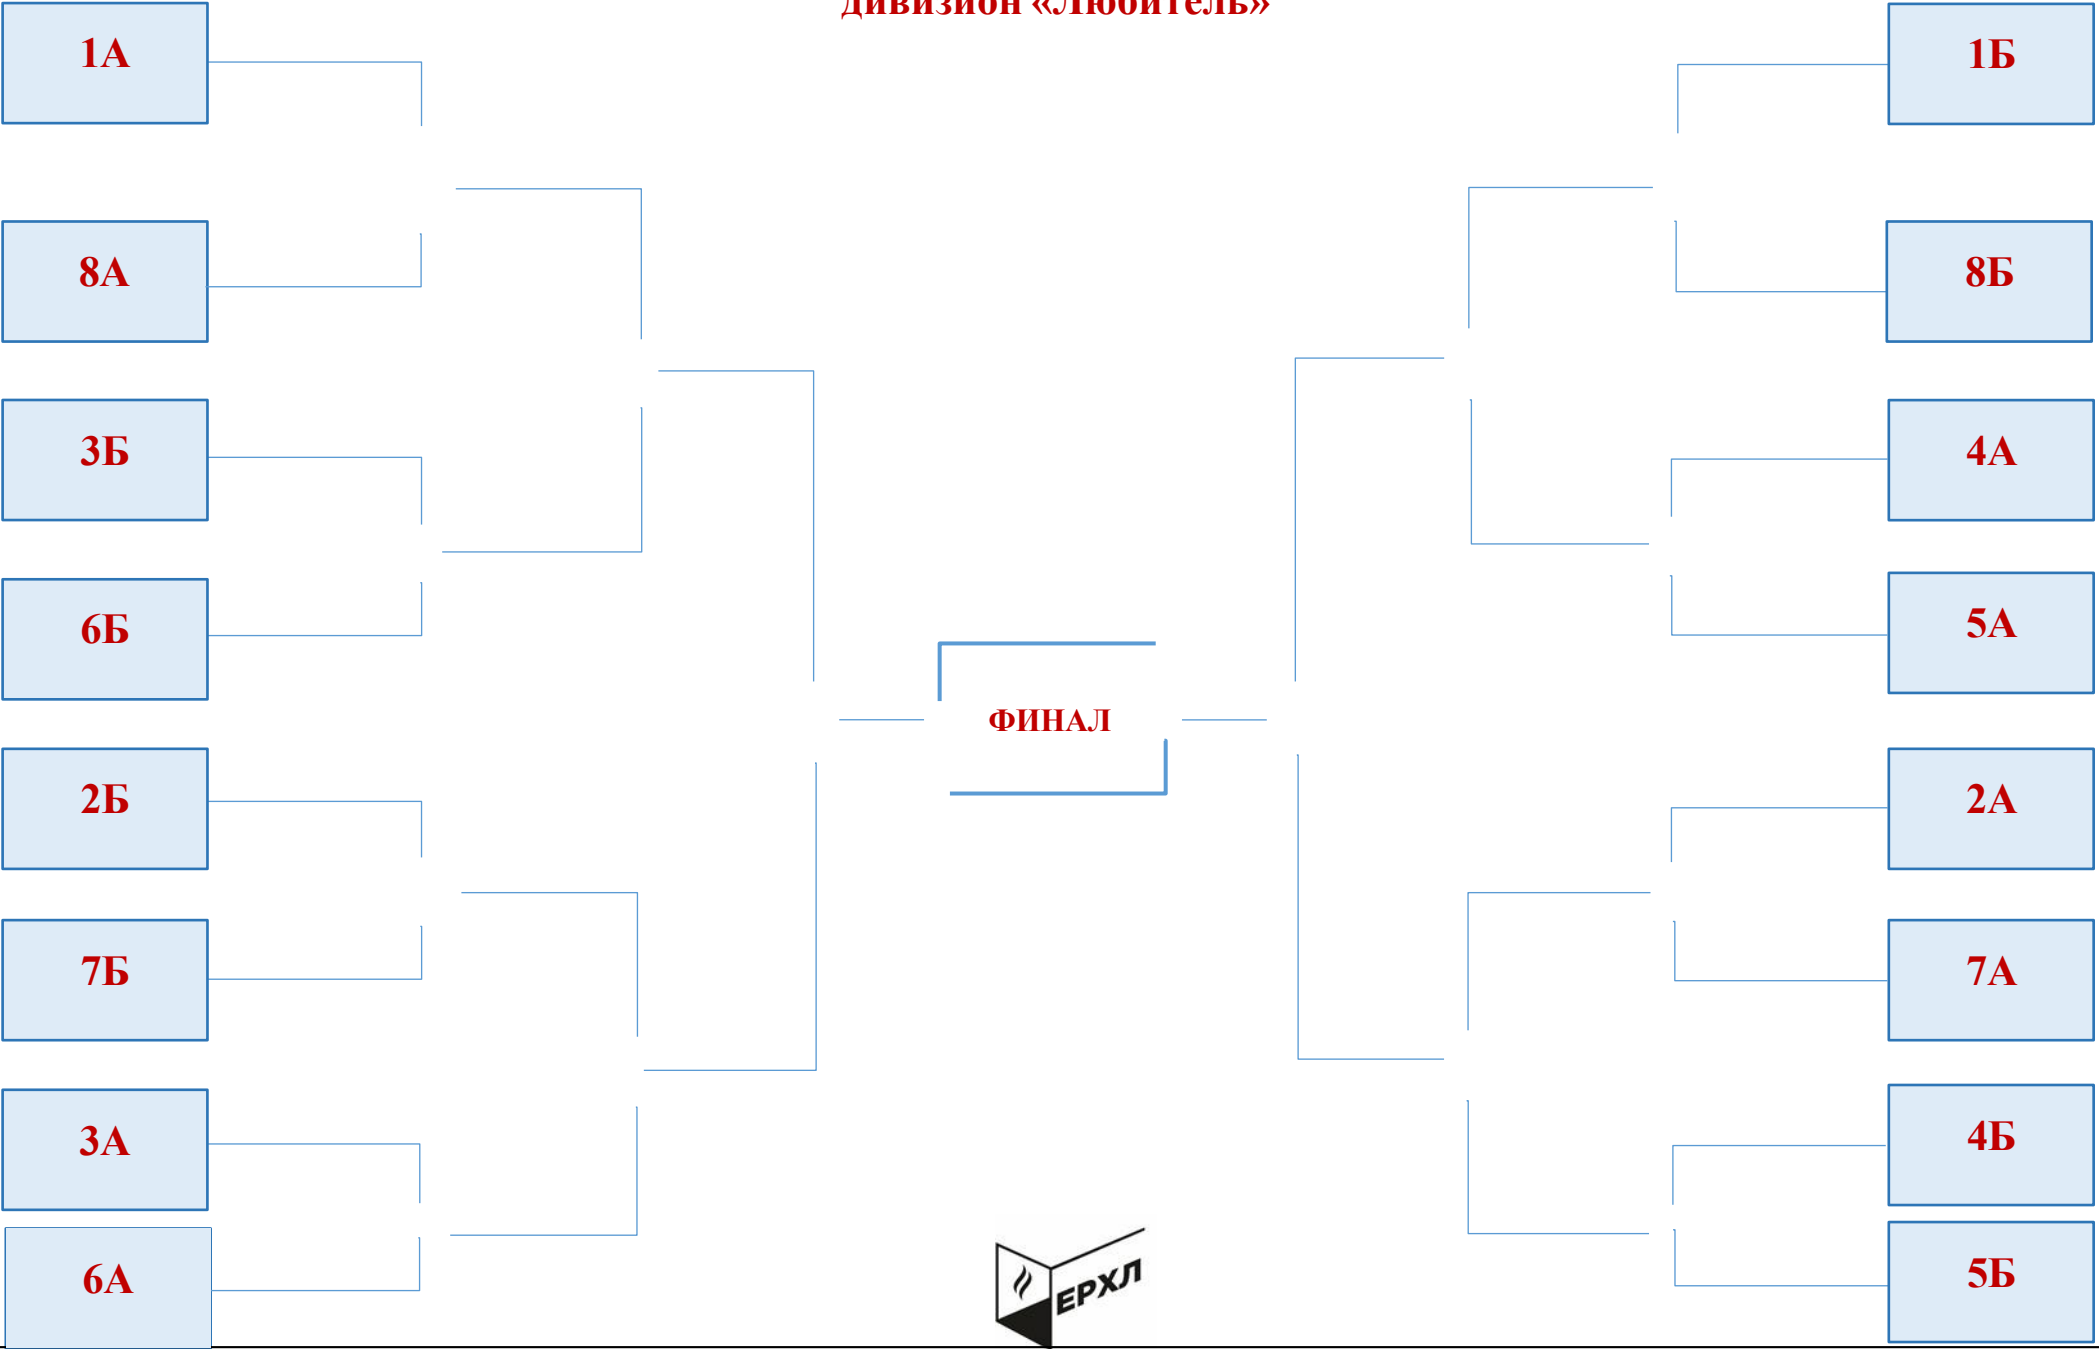 дивизион «Любитель»
1А
1Б
8А
8Б
3Б
4А
6Б
5А
ФИНАЛ
2Б
2А
7Б
7А
3А
4Б
6А
5Б
ЕРХЛ